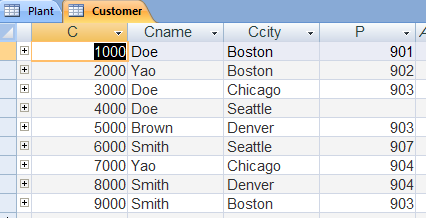 Plant Customer
C Cname Ccity P
1000 Doe Boston 901
2000 Yao Boston 902
3000 Doe Chicago 903
4000 Doe Seattle
5000 Brown Denver 903
6000 Smith Seattle 907
7000 Yao Chicago 904
8000 Smith Denver 904
9000 Smith Boston 903